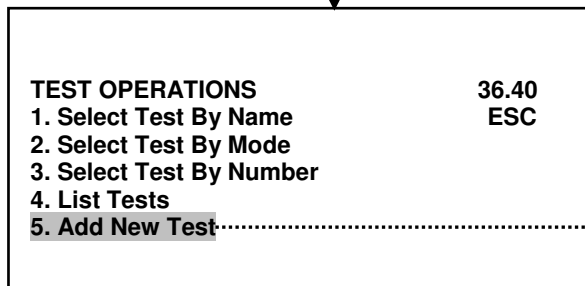 TEST OPERATIONS 36.40
1. Select Test By Name ESC
2. Select Test By Mode
3. Select Test By Number
4. List Tests
5. Add New Test